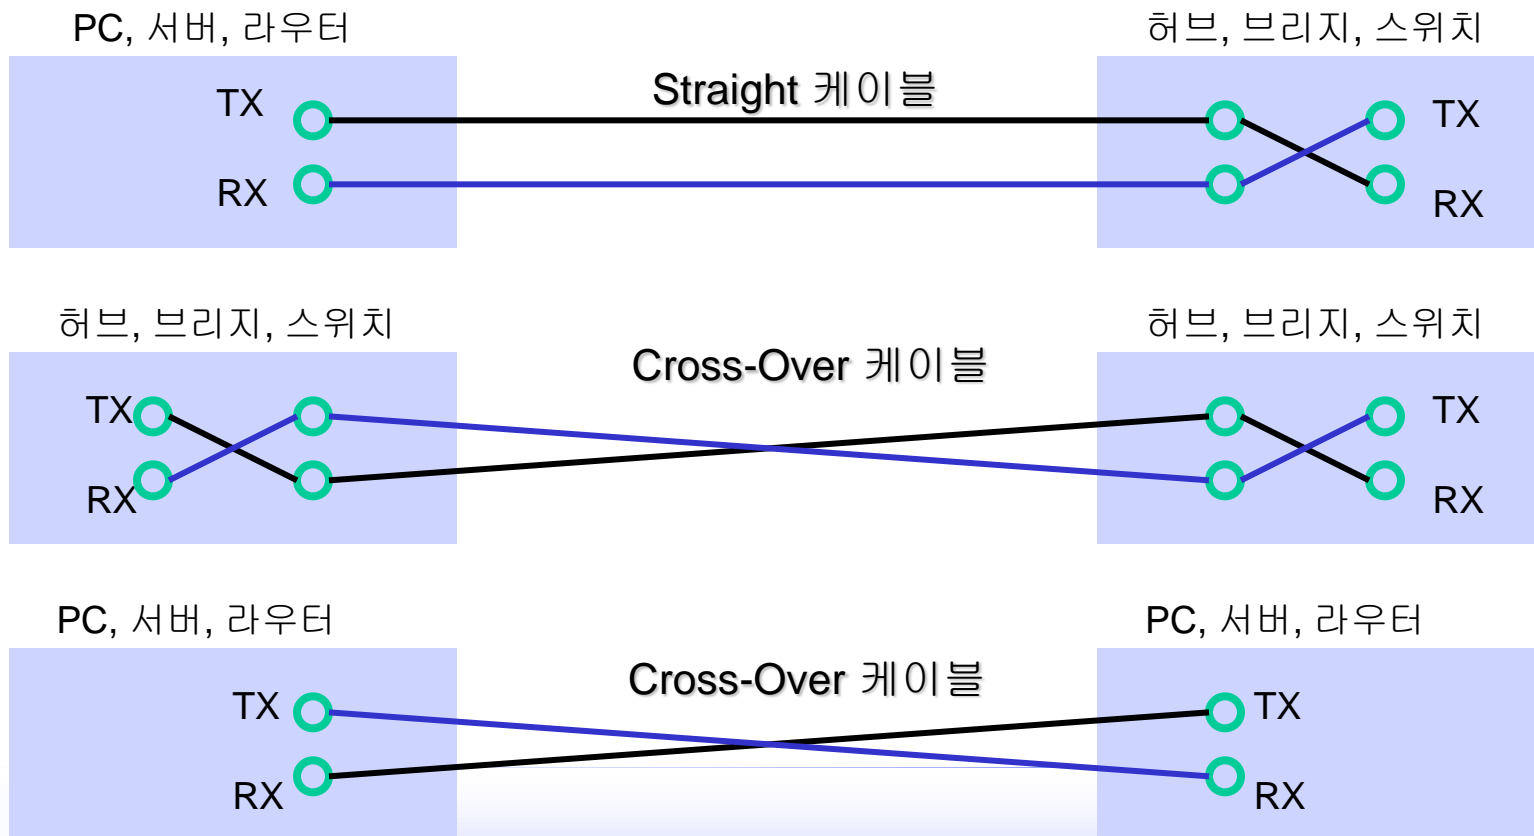 PC, 서버, 라우터
허브, 브리지, 스위치
Straight 케이블
TX
RX
TX
RX
허브, 브리지, 스위치
허브, 브리지, 스위치
Cross-Over 케이블
TX
RX
TX
RX
PC, 서버, 라우터
PC, 서버, 라우터
Cross-Over 케이블
TX
RX
TX
RX